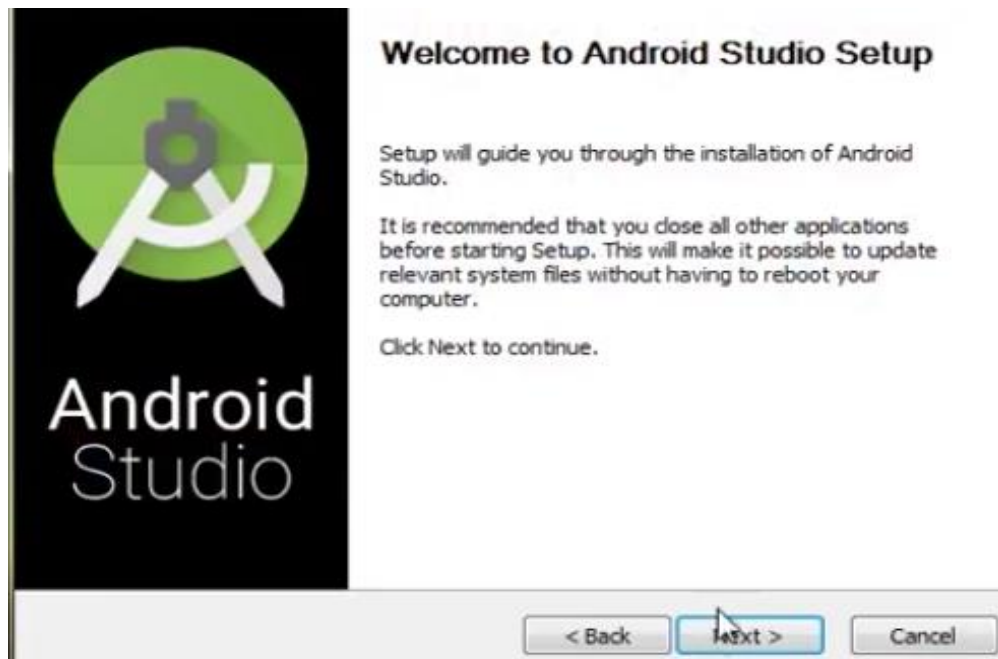 Welcome to Android Studio Setup
Setup will guide you through the installation of Android
Studio.
It is recommended that you close all other applications
before starting Setup. This will make it possible to update
relevant system files without having to reboot your
computer.
Click Next to continue.
Android
Studio
< Back
Next >
Cancel